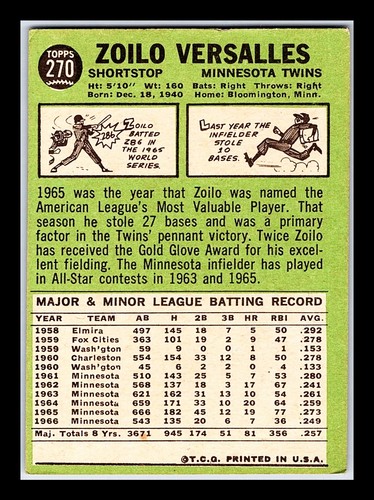 TOPPS
270
ZOILO VERSALLES
SHORTSTOP MINNESOTA TWINS
Ht: 5'10" Wt: 160 Bats: Right Throws: Right
Born: Dec. 18, 1940 Home: Bloomington, Minn.
286
ZOILO
BATTED
.286 IN
THE 1965
WORLD
SERIES.
LAST YEAR THE
INFIELDER
STOLE
10
BASES.
1965 was the year that Zoilo was named the
American League's Most Valuable Player. That
season he stole 27 bases and was a primary
factor in the Twins' pennant victory. Twice Zoilo
has received the Gold Glove Award for his excel-
lent fielding. The Minnesota infielder has played
in All-Star contests in 1963 and 1965.
MAJOR & MINOR LEAGUE BATTING RECORD
YEAR TEAM AB H 2B 3B HR RBI AVG.
1958 Elmira 497 145 18 7 5 50 .292
1959 Fox Cities 363 101 19 2 9 47 .278
1959 Wash'gton 59 9 0 0 1 1 .153
1960 Charleston 554 154 33 12 8 50 .278
1960 Wash'gton 45 6 2 2 0 4 .133
1961 Minnesota 510 143 25 5 7 53 .280
1962 Minnesota 568 137 18 3 17 67 .241
1963 Minnesota 621 162 31 13 10 54 .261
1964 Minnesota 659 171 33 10 20 64 .259
1965 Minnesota 666 182 45 12 19 77 .273
1966 Minnesota 543 135 20 6 7 36 .249
Maj. Totals 8 Yrs. 3671 945 174 51 81 356 .257
©T.C.G. PRINTED IN U.S.A.